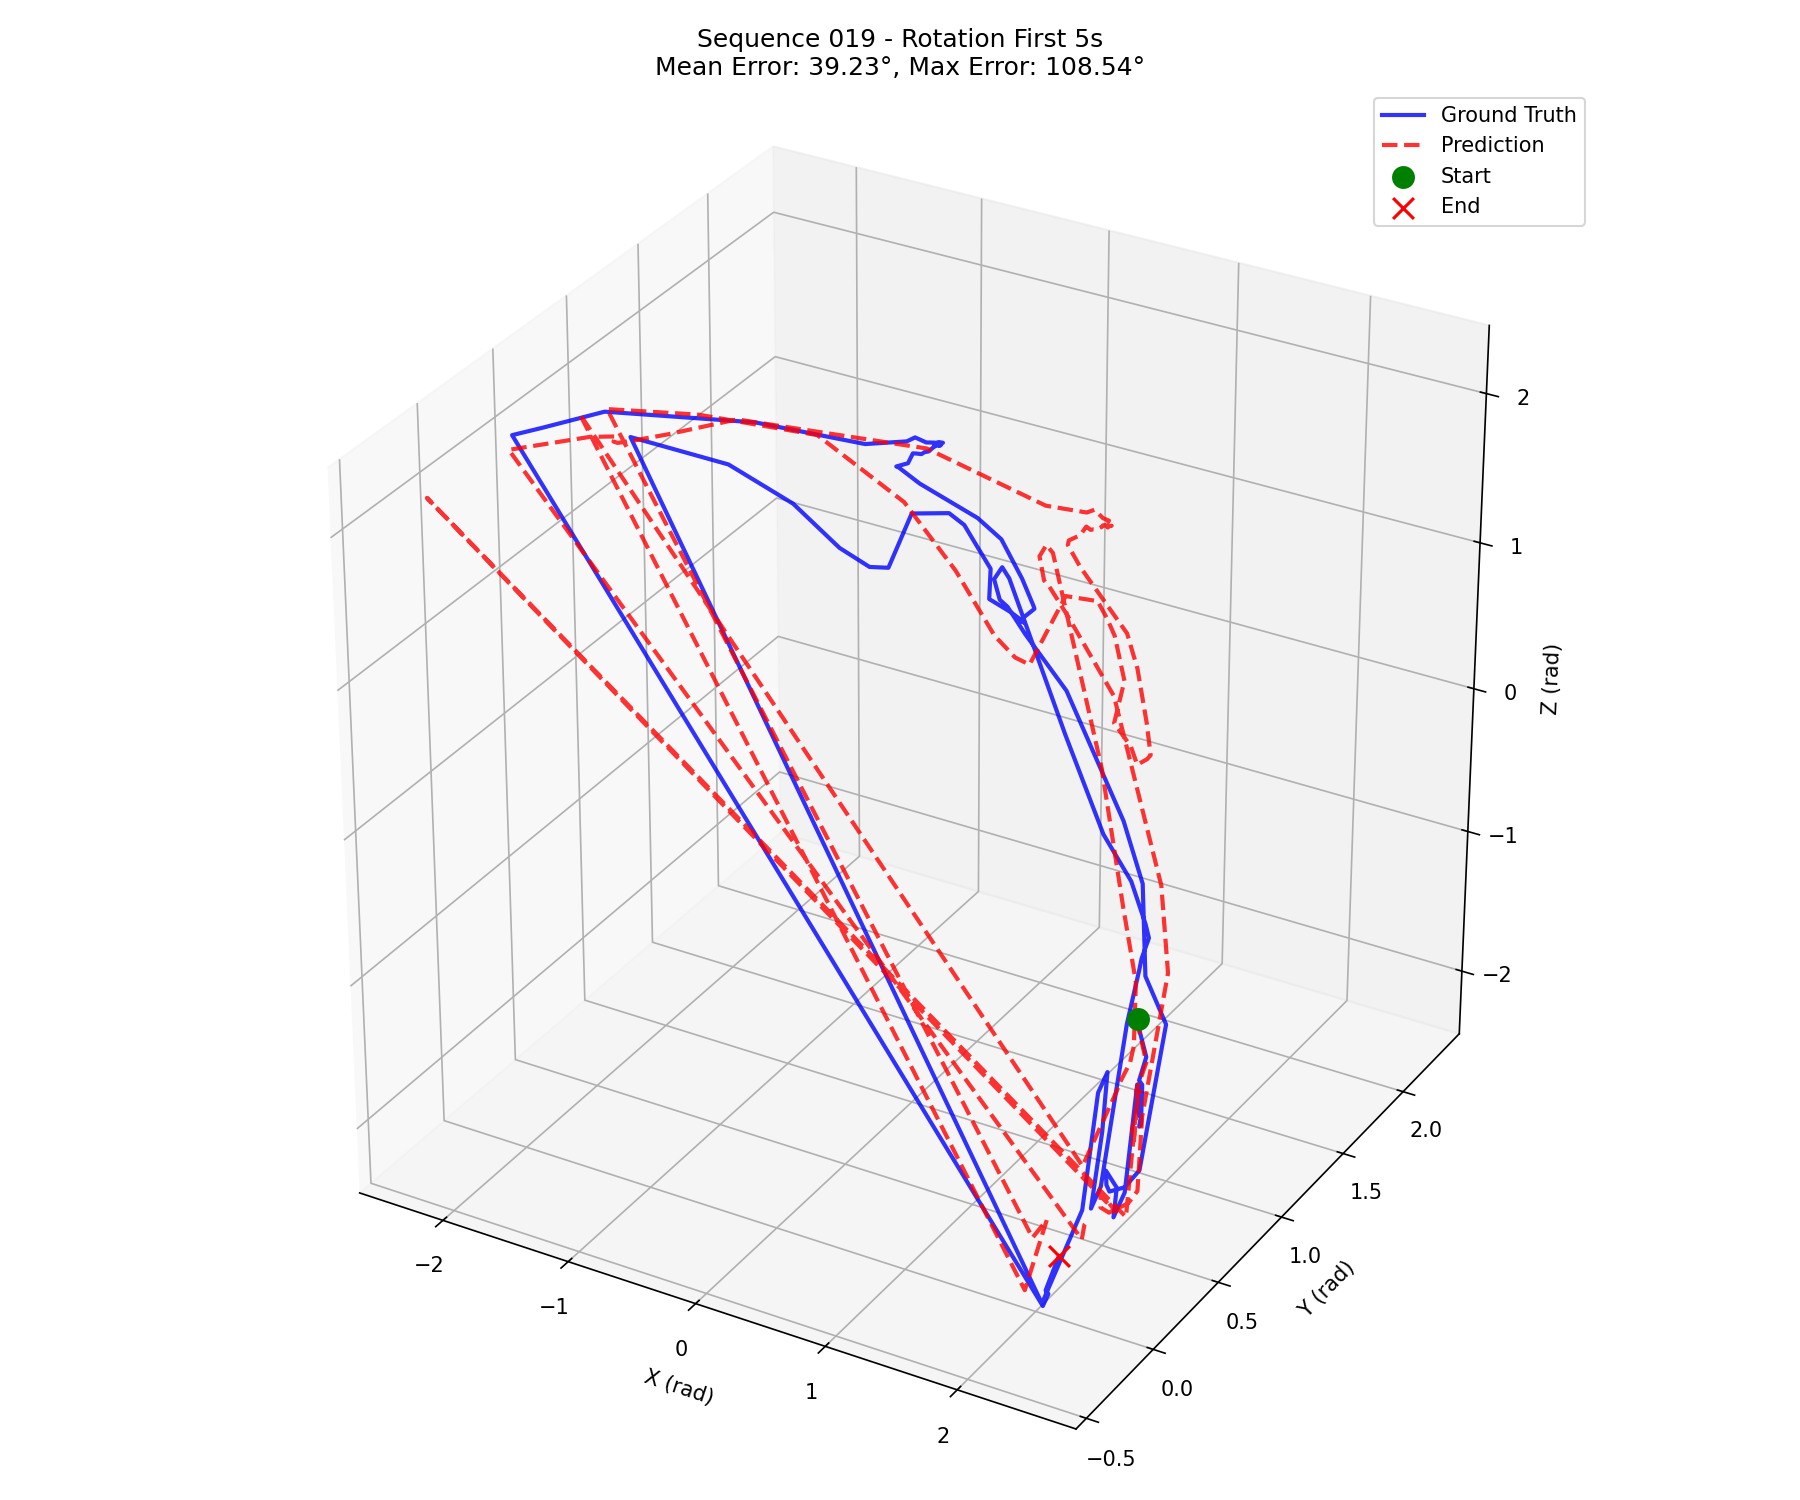 Sequence 019 - Rotation First 5s
Mean Error: 39.23°, Max Error: 108.54°
Ground Truth
Prediction
Start
End
2
1
0
−1
−2
Z (rad)
2.0
1.5
1.0
0.5
0.0
−0.5
Y (rad)
−2
−1
0
1
2
X (rad)